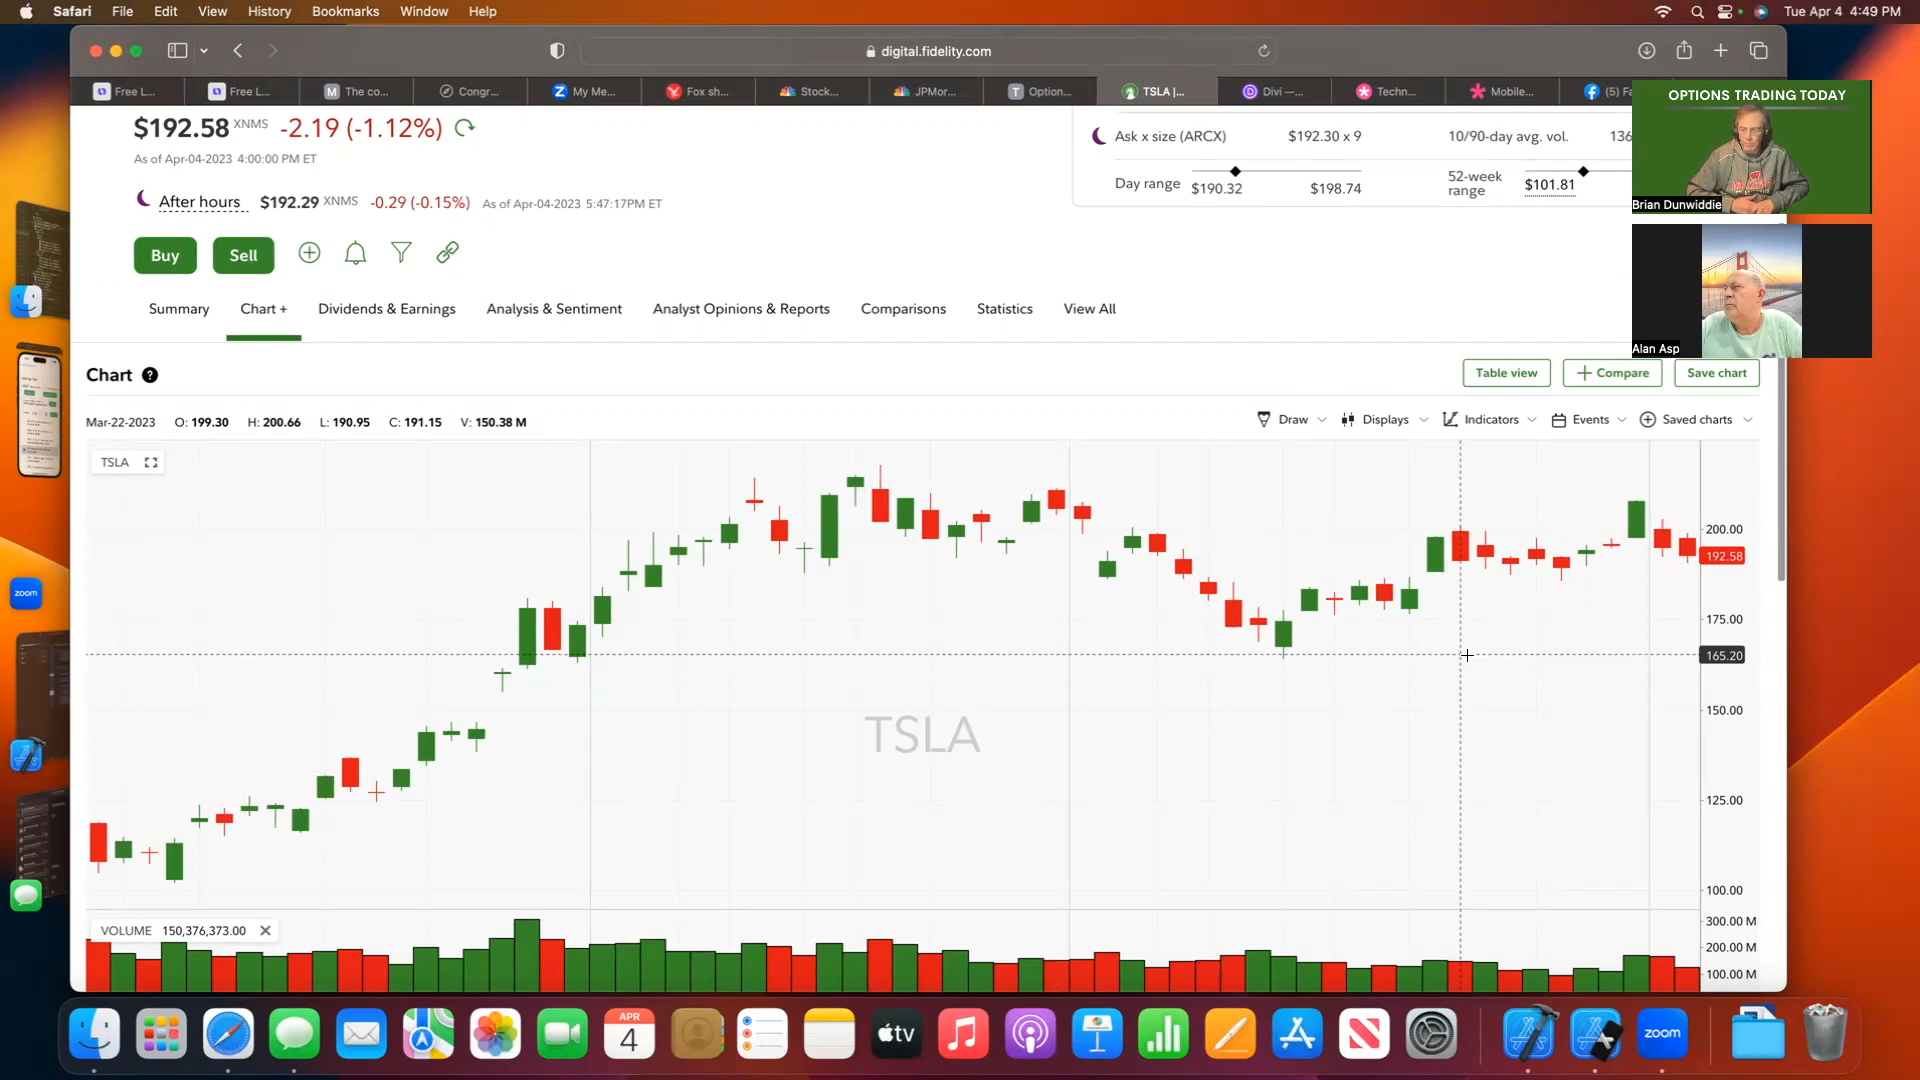 Safari File Edit View History Bookmarks Window Help Tue Apr 4 4:49 PM
digital.fidelity.com
Free L... Free L... M The co... Congr... Z My Me... Fox sh... Stock... JPMor... T Option... TSLA |... Divi —... Techn... Mobile... (5) Fa
OPTIONS TRADING TODAY
Brian Dunwiddie
Alan Asp
$192.58 XNMS -2.19 (-1.12%)
As of Apr-04-2023 4:00:00 PM ET
After hours $192.29 XNMS -0.29 (-0.15%) As of Apr-04-2023 5:47:17PM ET
Ask x size (ARCX) $192.30 x 9 10/90-day avg. vol. 136
Day range $190.32 $198.74 52-week range $101.81
Buy Sell
Summary Chart + Dividends & Earnings Analysis & Sentiment Analyst Opinions & Reports Comparisons Statistics View All
Chart ? Table view + Compare Save chart
Mar-22-2023 O: 199.30 H: 200.66 L: 190.95 C: 191.15 V: 150.38 M Draw Displays Indicators Events Saved charts
TSLA
200.00
192.58
175.00
165.20
150.00
TSLA
125.00
100.00
VOLUME 150,376,373.00
300.00 M
200.00 M
100.00 M
zoom
APR
4
tv
zoom